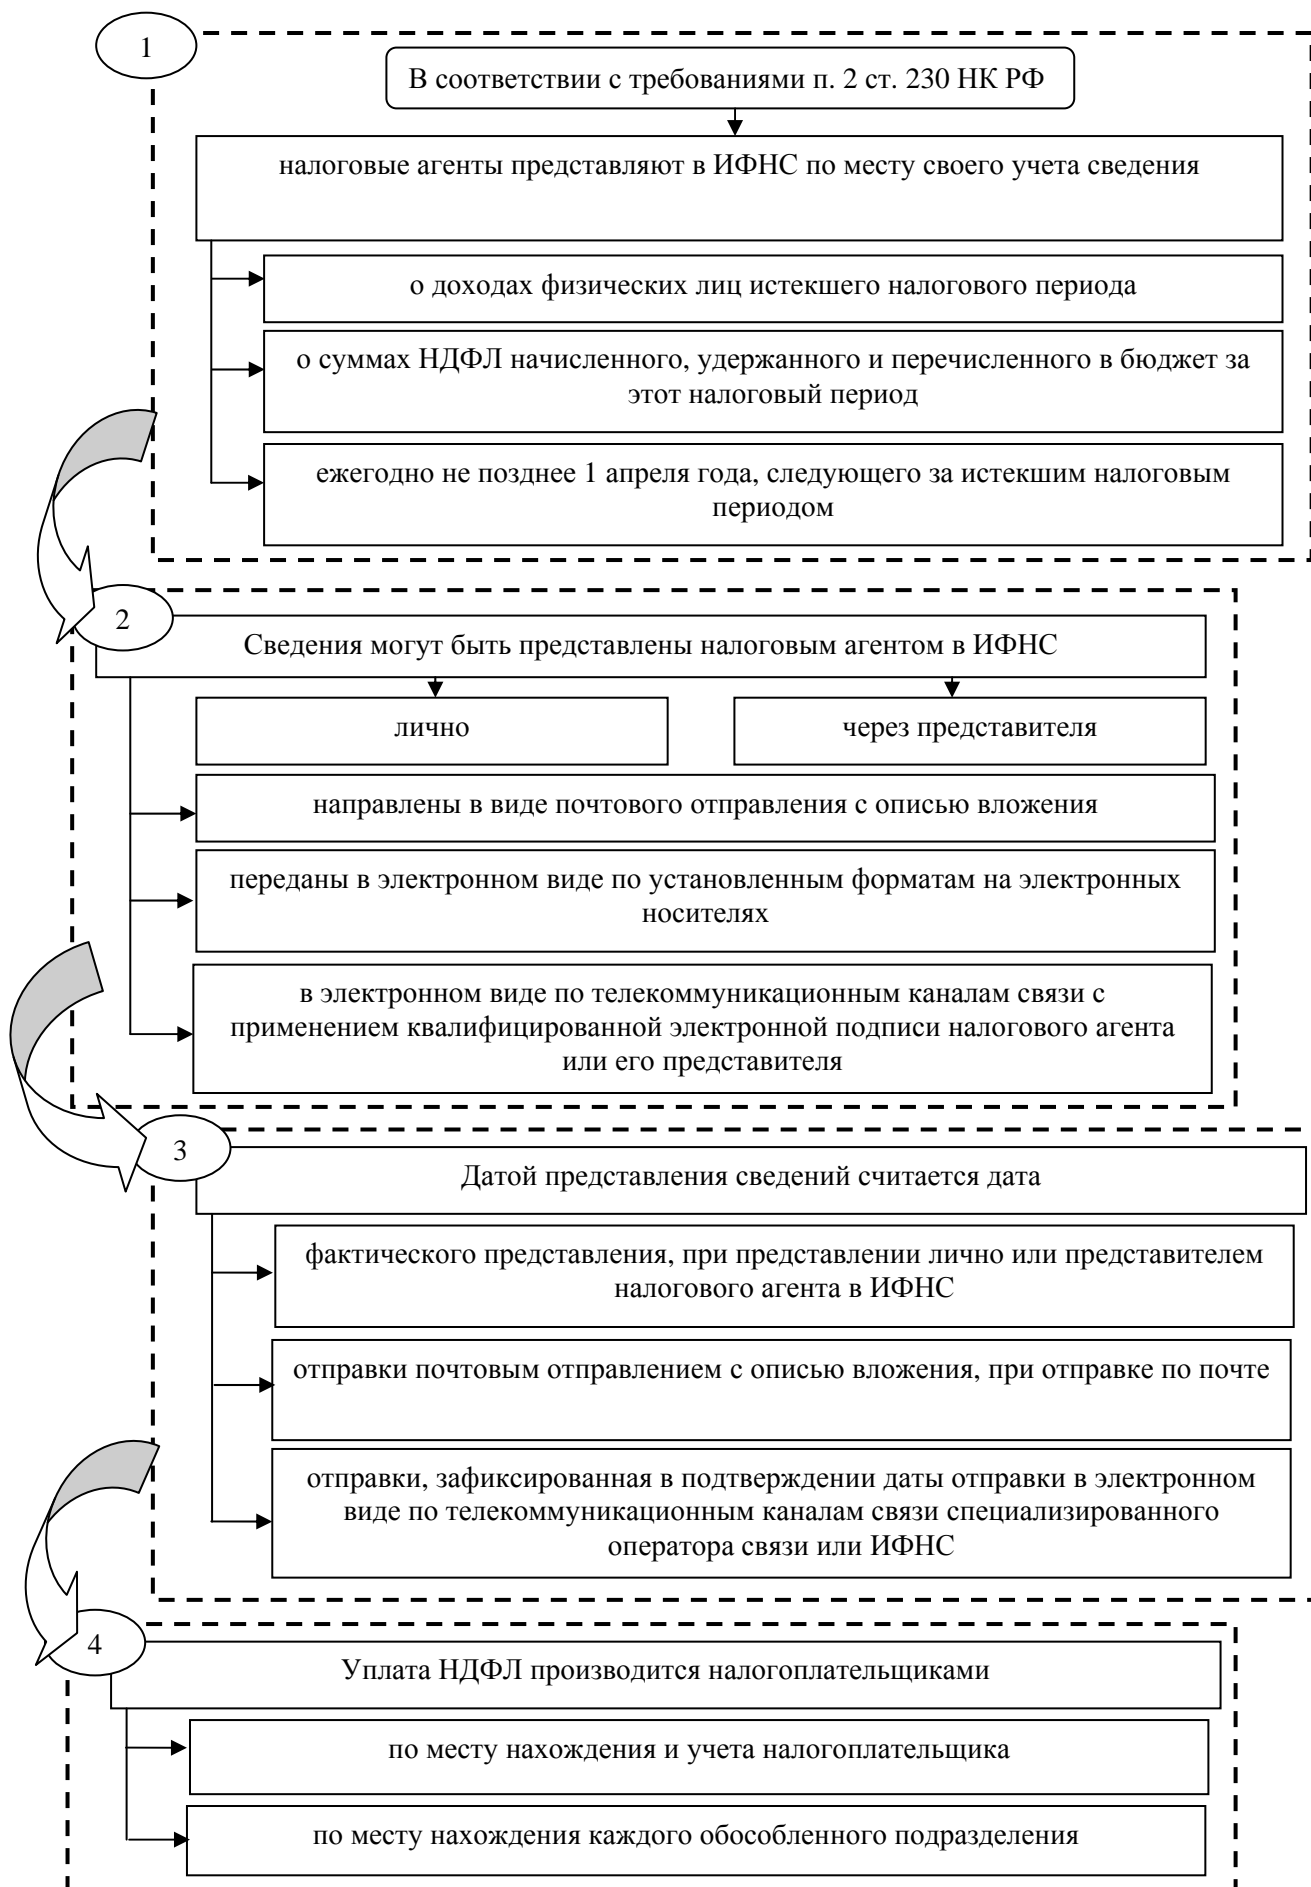 1
В соответствии с требованиями п. 2 ст. 230 НК РФ
налоговые агенты представляют в ИФНС по месту своего учета сведения
о доходах физических лиц истекшего налогового периода
о суммах НДФЛ начисленного, удержанного и перечисленного в бюджет за
этот налоговый период
ежегодно не позднее 1 апреля года, следующего за истекшим налоговым
периодом
2
Сведения могут быть представлены налоговым агентом в ИФНС
лично
через представителя
направлены в виде почтового отправления с описью вложения
переданы в электронном виде по установленным форматам на электронных
носителях
в электронном виде по телекоммуникационным каналам связи с
применением квалифицированной электронной подписи налогового агента
или его представителя
3
Датой представления сведений считается дата
фактического представления, при представлении лично или представителем
налогового агента в ИФНС
отправки почтовым отправлением с описью вложения, при отправке по почте
отправки, зафиксированная в подтверждении даты отправки в электронном
виде по телекоммуникационным каналам связи специализированного
оператора связи или ИФНС
4
Уплата НДФЛ производится налогоплательщиками
по месту нахождения и учета налогоплательщика
по месту нахождения каждого обособленного подразделения